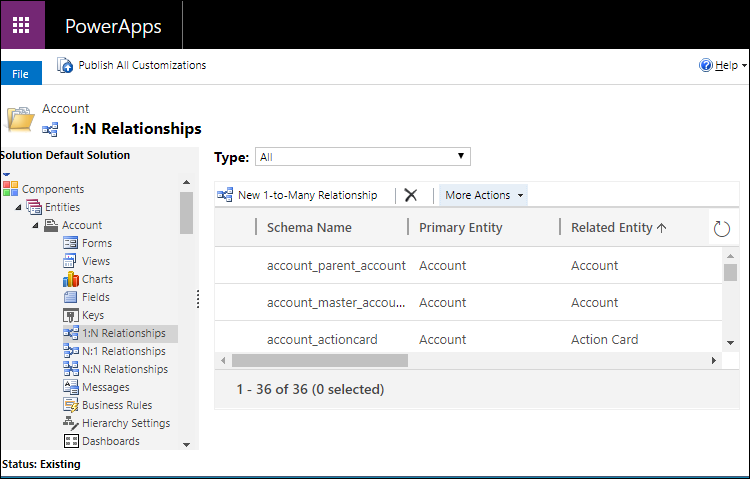 PowerApps
File
Publish All Customizations
Help
Account
1:N Relationships
Solution Default Solution
Type: All
Components
Entities
Account
Forms
Views
Charts
Fields
Keys
1:N Relationships
N:1 Relationships
N:N Relationships
Messages
Business Rules
Hierarchy Settings
Dashboards
New 1-to-Many Relationship
More Actions
Schema Name Primary Entity Related Entity
account_parent_account Account Account
account_master_accou... Account Account
account_actioncard Account Action Card
1 - 36 of 36 (0 selected)
Status: Existing